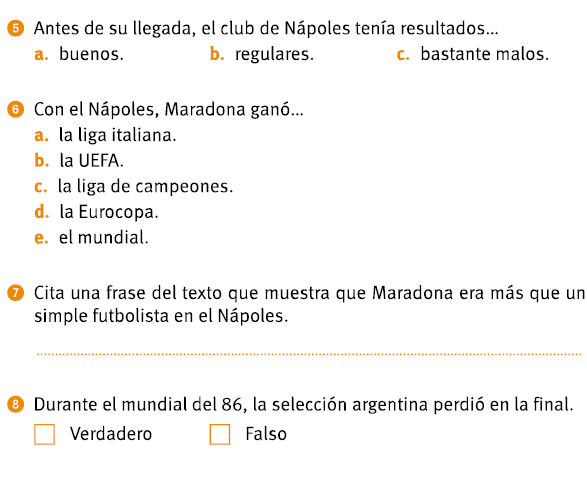 5 Antes de su llegada, el club de Nápoles tenía resultados...
a. buenos. b. regulares. c. bastante malos.
6 Con el Nápoles, Maradona ganó...
a. la liga italiana.
b. la UEFA.
c. la liga de campeones.
d. la Eurocopa.
e. el mundial.
7 Cita una frase del texto que muestra que Maradona era más que un
simple futbolista en el Nápoles.
8 Durante el mundial del 86, la selección argentina perdió en la final.
Verdadero Falso